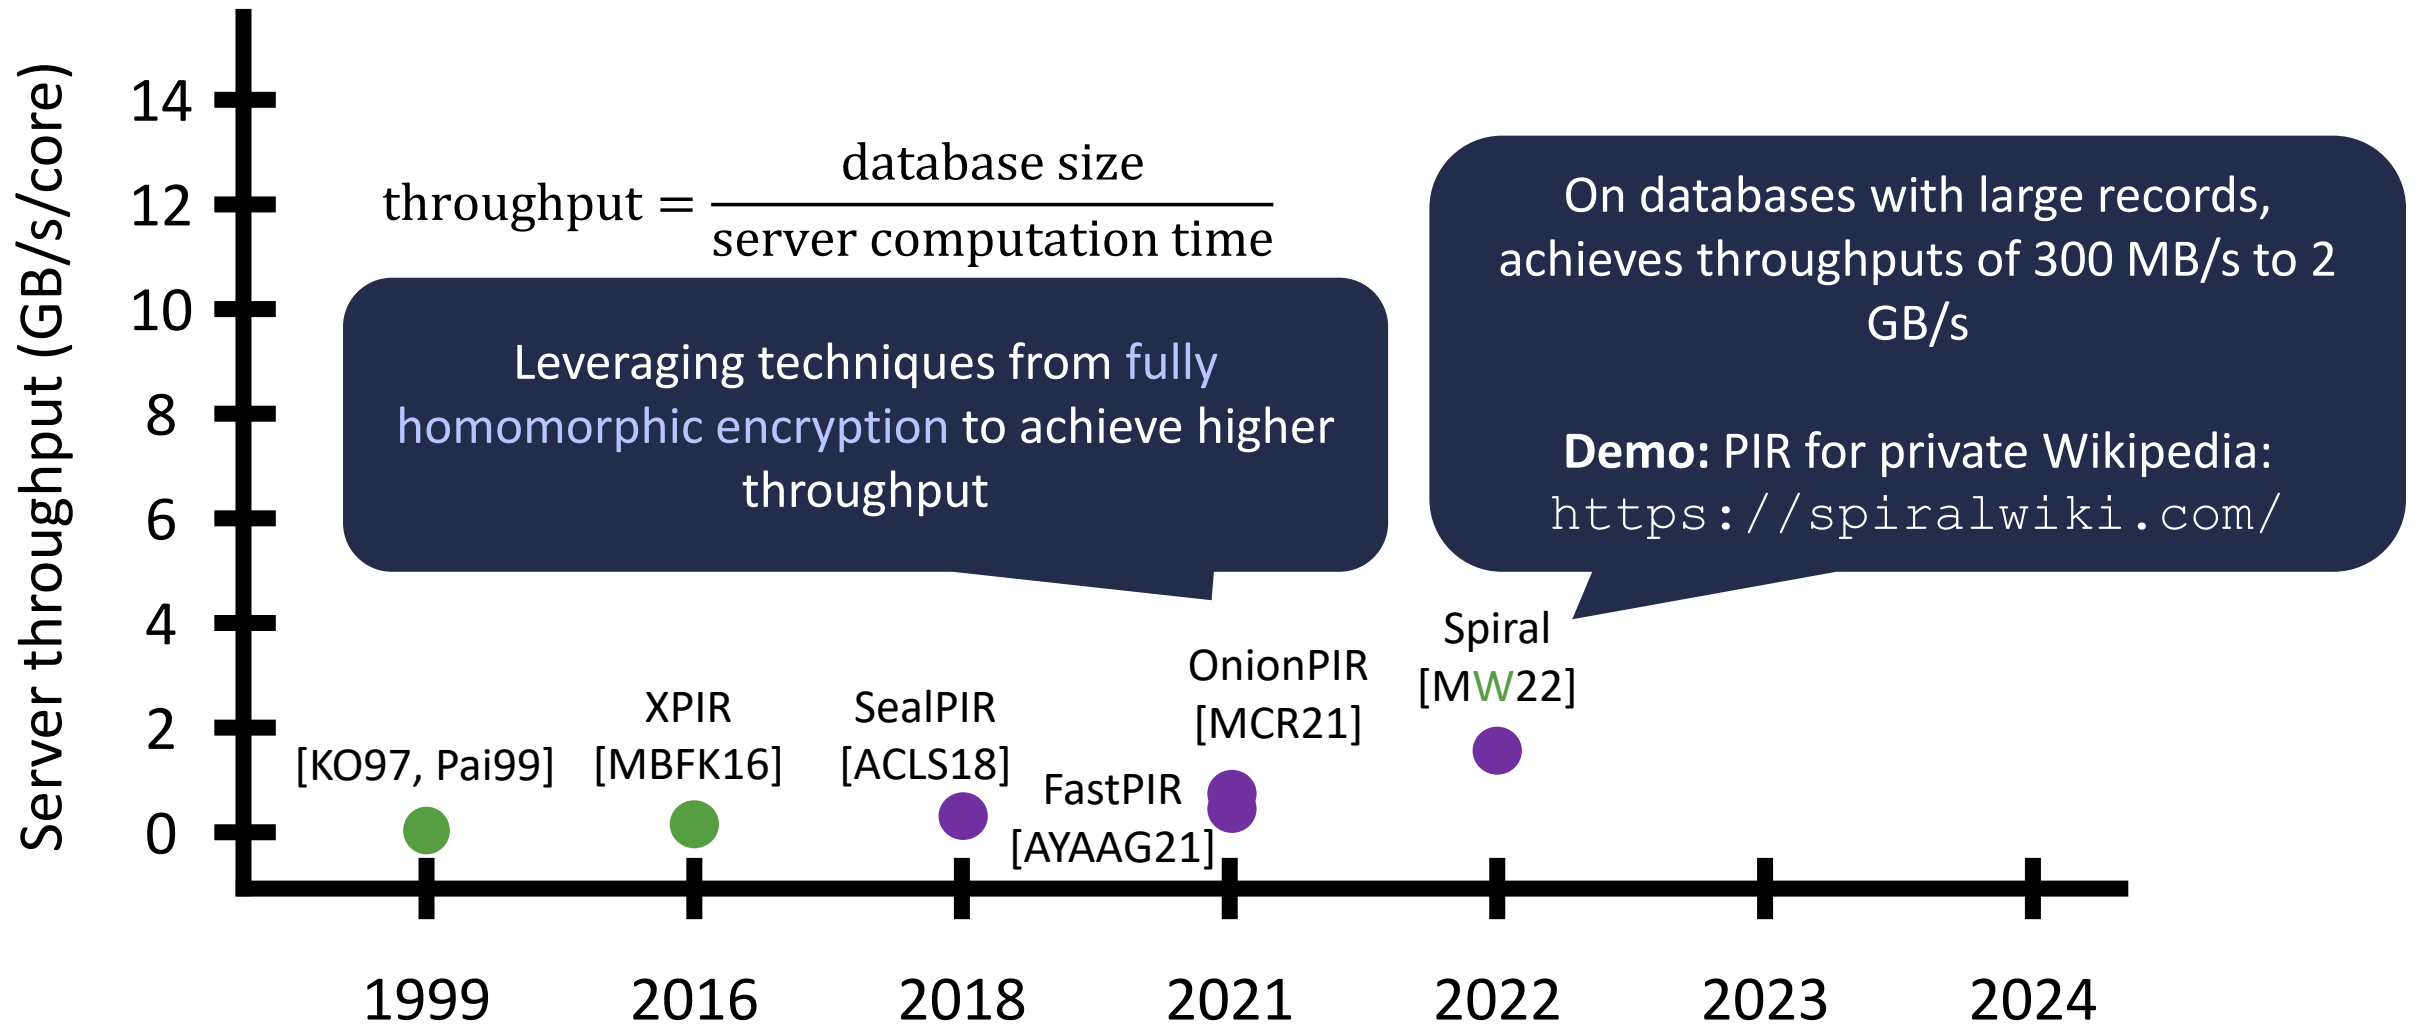 Server throughput (GB/s/core)
14
12
10
8
6
4
2
0
throughput = database size / server computation time
Leveraging techniques from fully
homomorphic encryption to achieve higher
throughput
On databases with large records,
achieves throughputs of 300 MB/s to 2
GB/s
Demo: PIR for private Wikipedia:
https://spiralwiki.com/
[KO97, Pai99]
XPIR
[MBFK16]
SealPIR
[ACLS18]
FastPIR
[AYAAG21]
OnionPIR
[MCR21]
Spiral
[MW22]
1999
2016
2018
2021
2022
2023
2024